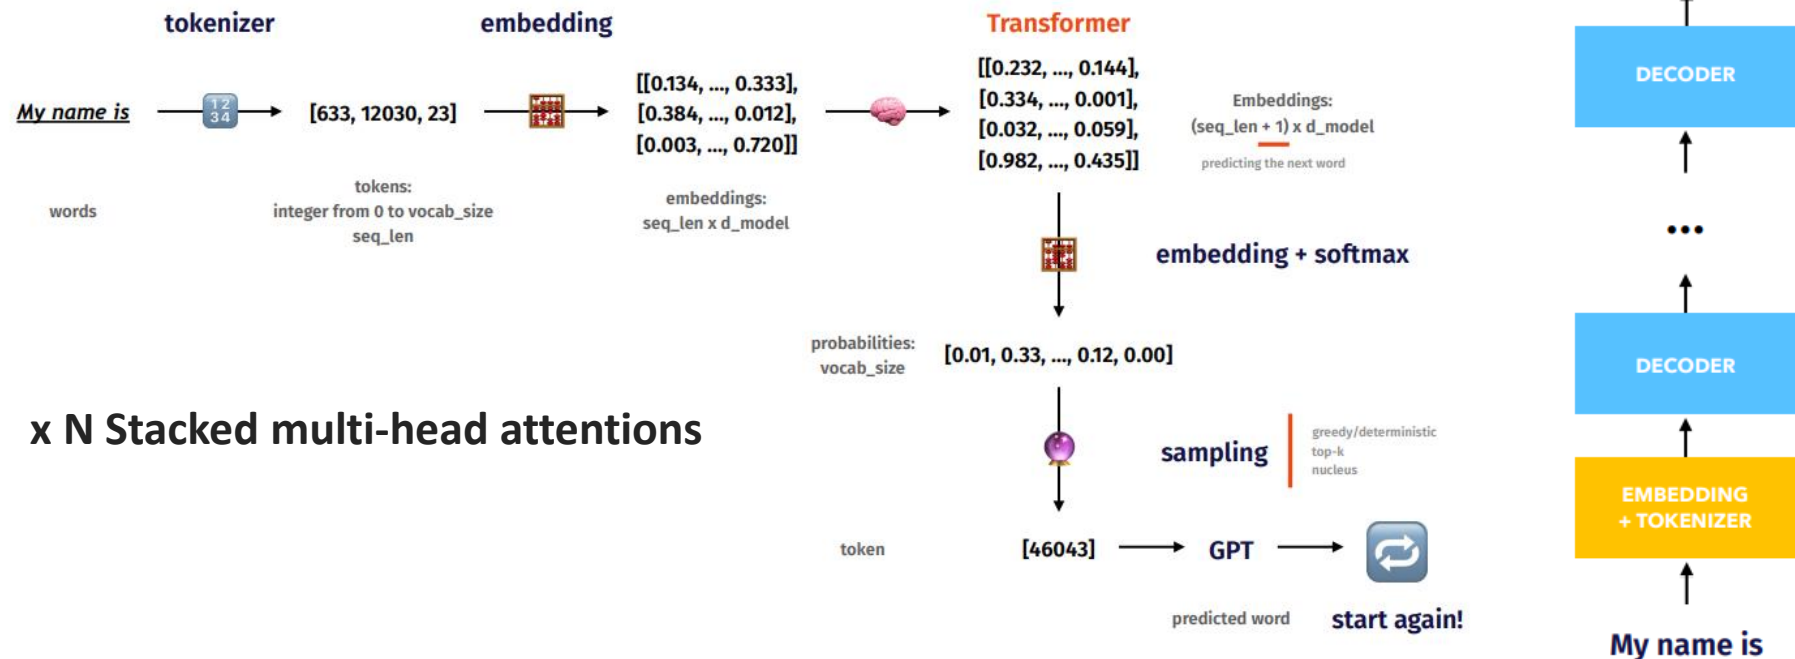 tokenizer
embedding
Transformer
My name is
12
34
[633, 12030, 23]
[[0.134, ..., 0.333],
[0.384, ..., 0.012],
[0.003, ..., 0.720]]
[[0.232, ..., 0.144],
[0.334, ..., 0.001],
[0.032, ..., 0.059],
[0.982, ..., 0.435]]
Embeddings:
(seq_len + 1) x d_model
predicting the next word
words
tokens:
integer from 0 to vocab_size
seq_len
embeddings:
seq_len x d_model
embedding + softmax
probabilities:
vocab_size
[0.01, 0.33, ..., 0.12, 0.00]
x N Stacked multi-head attentions
sampling
greedy/deterministic
top-k
nucleus
token
[46043]
GPT
predicted word
start again!
DECODER
...
DECODER
EMBEDDING
+ TOKENIZER
My name is